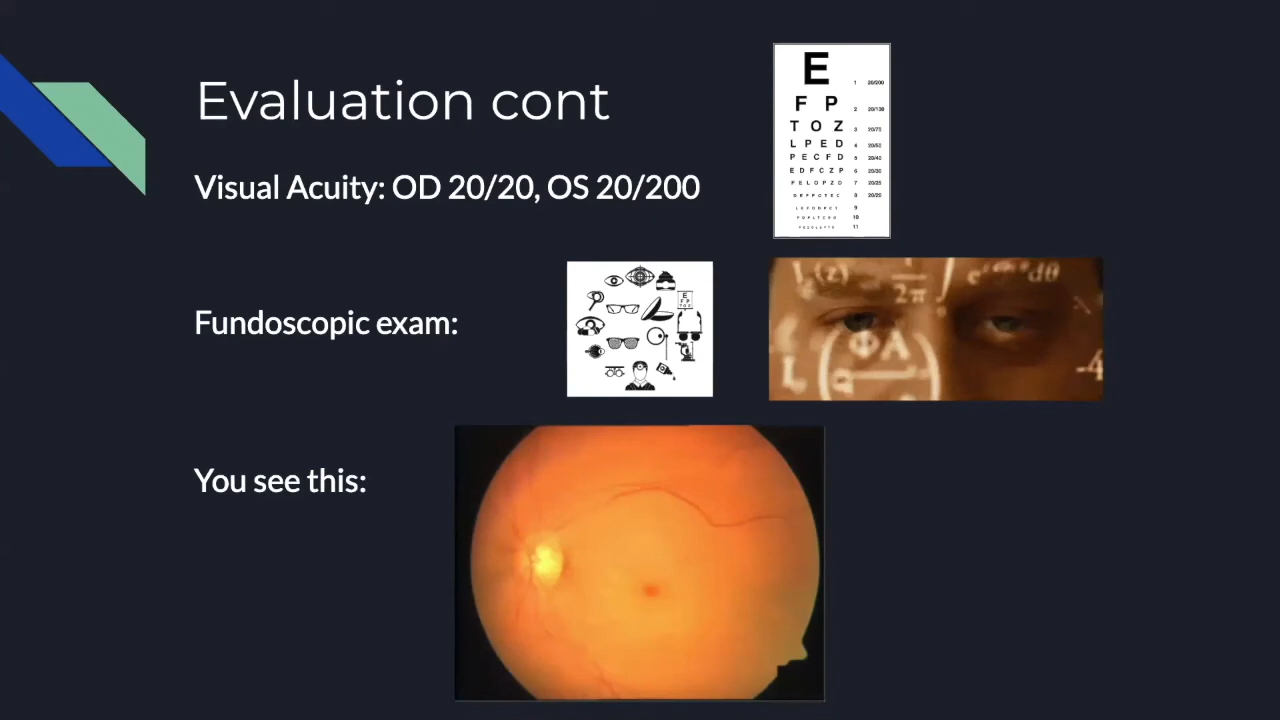 Evaluation cont
Visual Acuity: OD 20/20, OS 20/200
E 1 20/200
F P 2 20/100
T O Z 3 20/70
L P E D 4 20/50
P E C F D 5 20/40
E D F C Z P 6 20/30
F E L O P Z D 7 20/25
8 20/20
9
10
11
Fundoscopic exam:
E
F P
T O Z
ΦA
You see this: